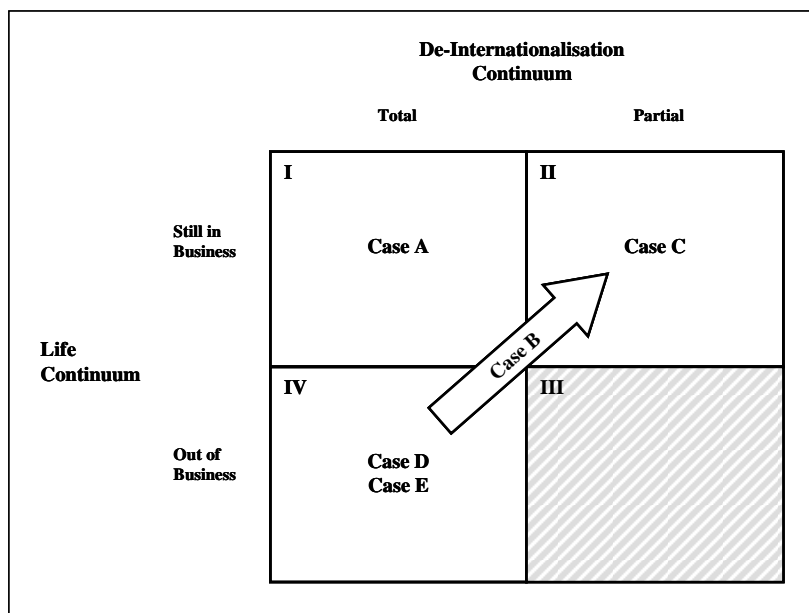 De-Internationalisation
Continuum
Total
Partial
I
II
Still in
Business
Case A
Case C
Case B
Life
Continuum
IV
III
Out of
Business
Case D
Case E